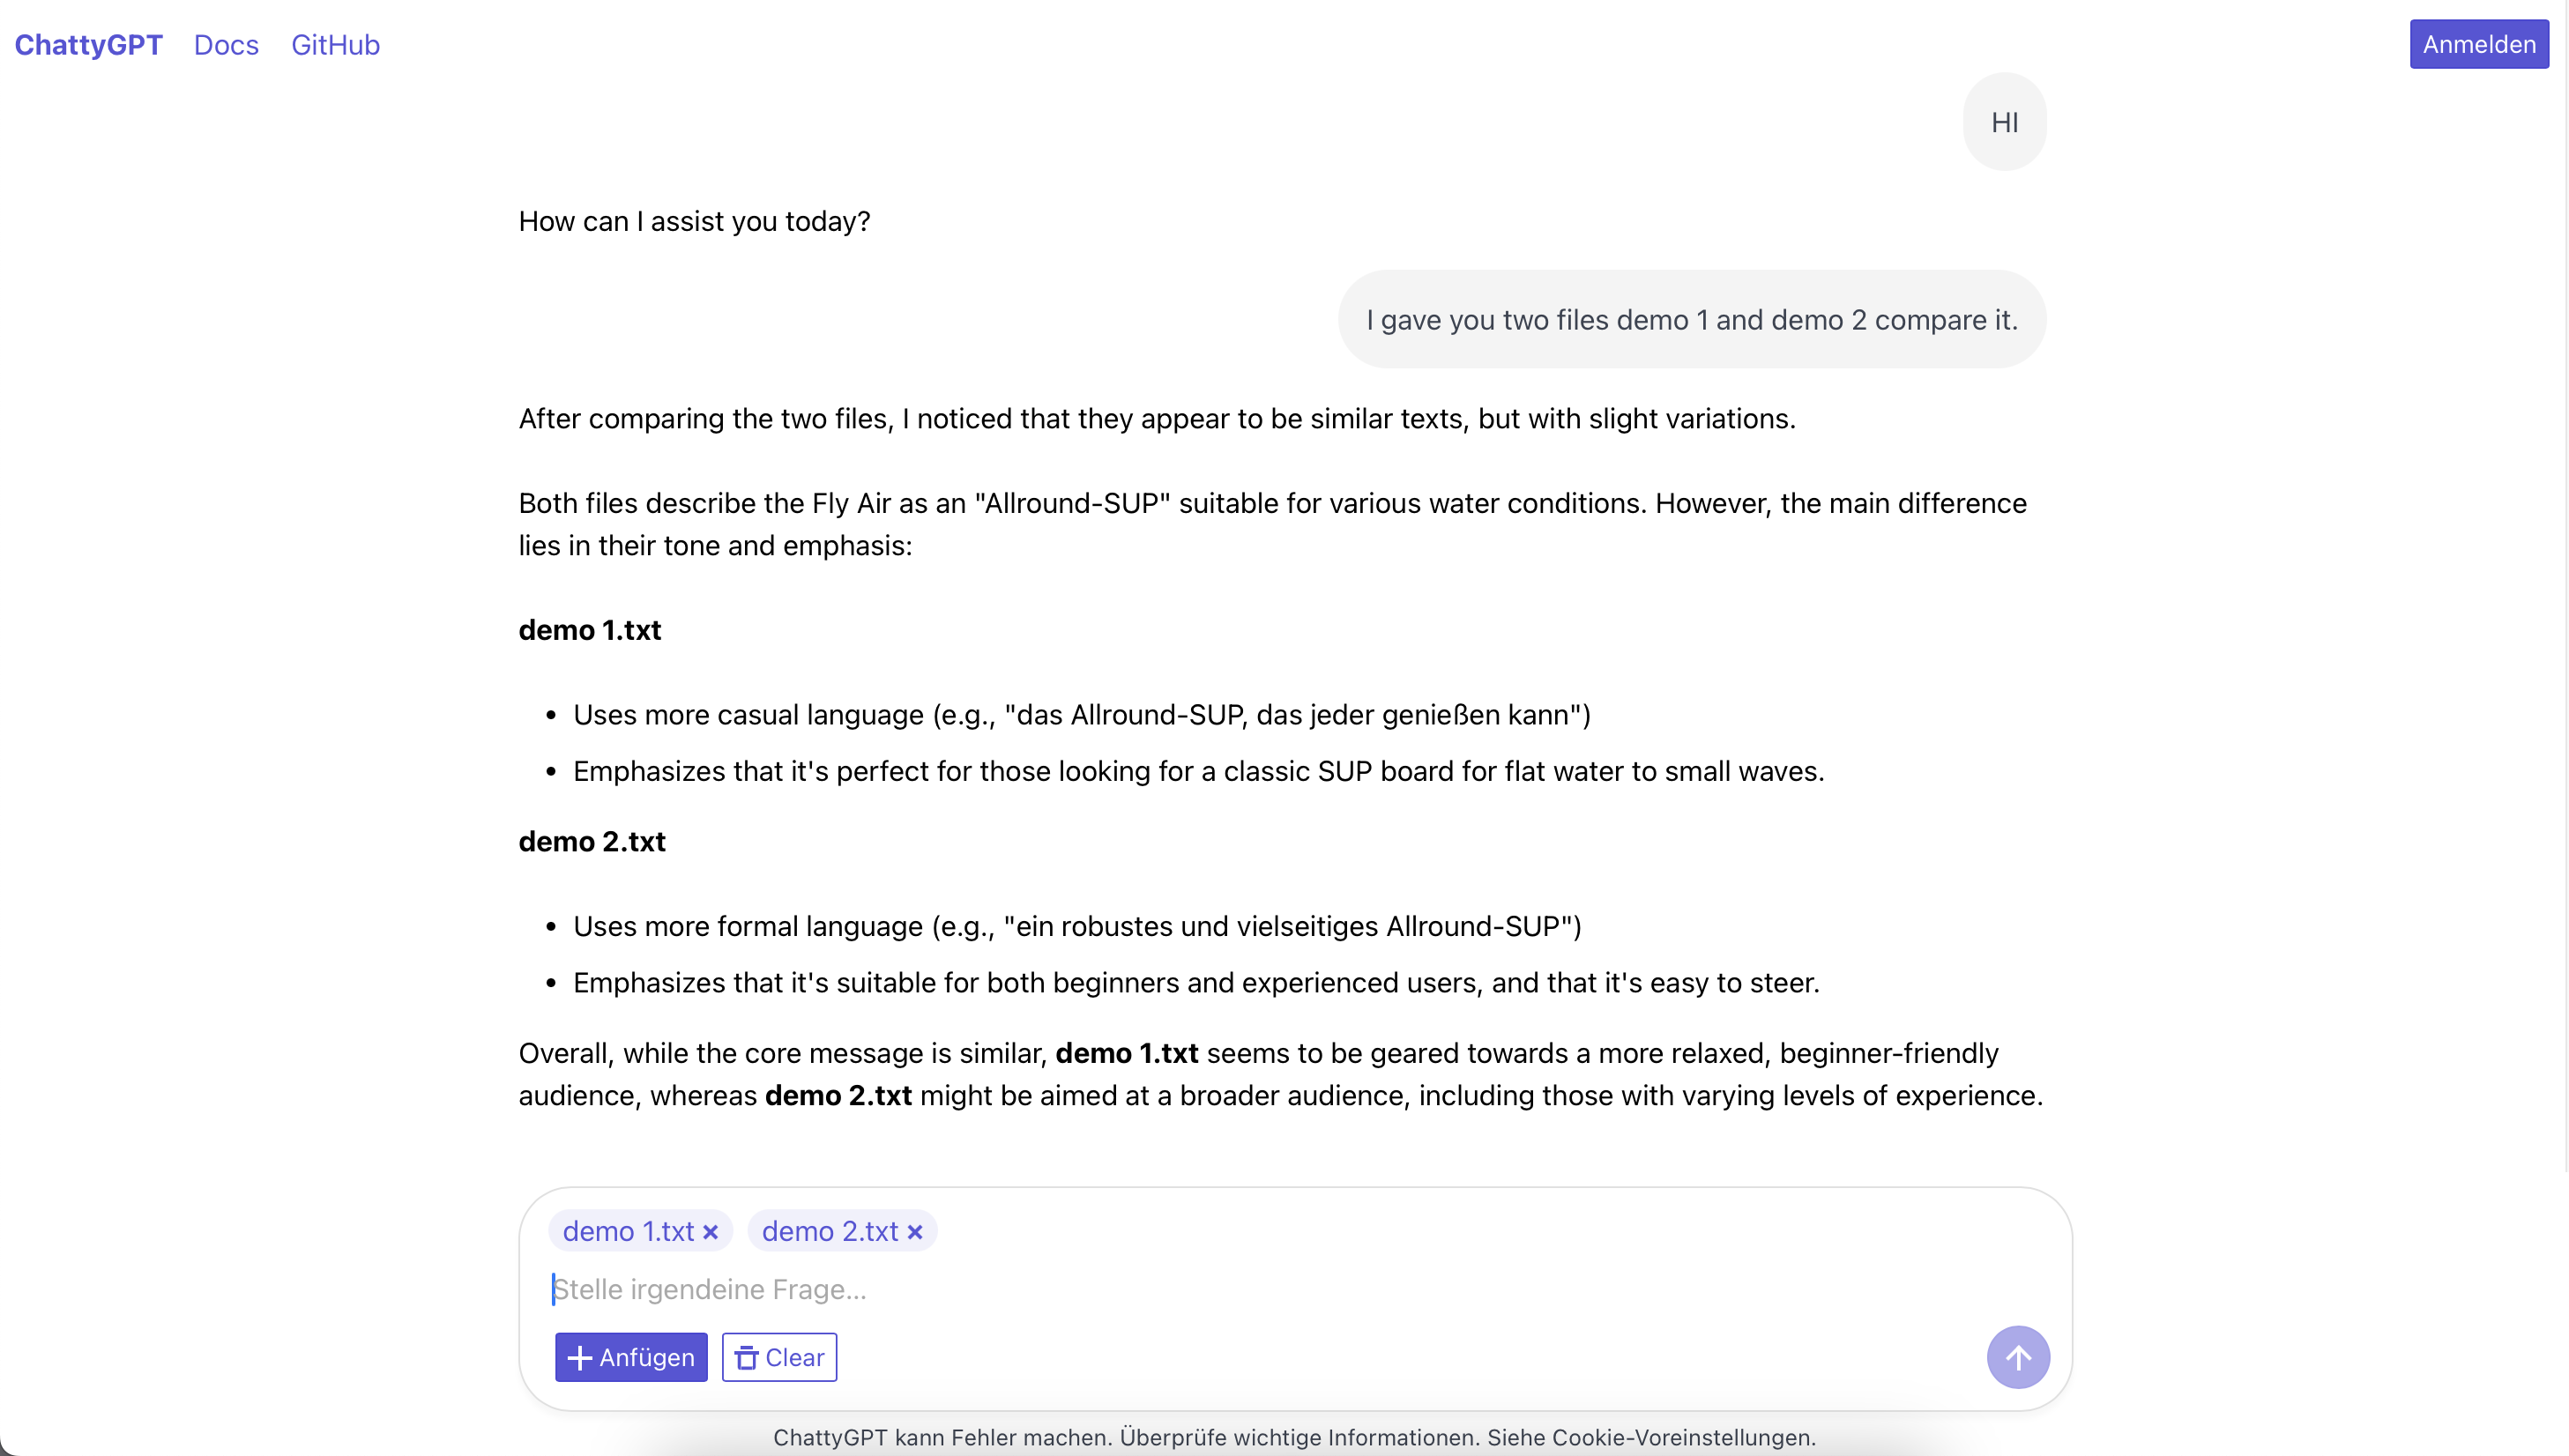 ChattyGPT Docs GitHub Anmelden
HI
How can I assist you today?
I gave you two files demo 1 and demo 2 compare it.
After comparing the two files, I noticed that they appear to be similar texts, but with slight variations.
Both files describe the Fly Air as an "Allround-SUP" suitable for various water conditions. However, the main difference
lies in their tone and emphasis:
demo 1.txt
• Uses more casual language (e.g., "das Allround-SUP, das jeder genießen kann")
• Emphasizes that it's perfect for those looking for a classic SUP board for flat water to small waves.
demo 2.txt
• Uses more formal language (e.g., "ein robustes und vielseitiges Allround-SUP")
• Emphasizes that it's suitable for both beginners and experienced users, and that it's easy to steer.
Overall, while the core message is similar, demo 1.txt seems to be geared towards a more relaxed, beginner-friendly
audience, whereas demo 2.txt might be aimed at a broader audience, including those with varying levels of experience.
demo 1.txt × demo 2.txt ×
Stelle irgendeine Frage...
+ Anfügen Clear
ChattyGPT kann Fehler machen. Überprüfe wichtige Informationen. Siehe Cookie-Voreinstellungen.